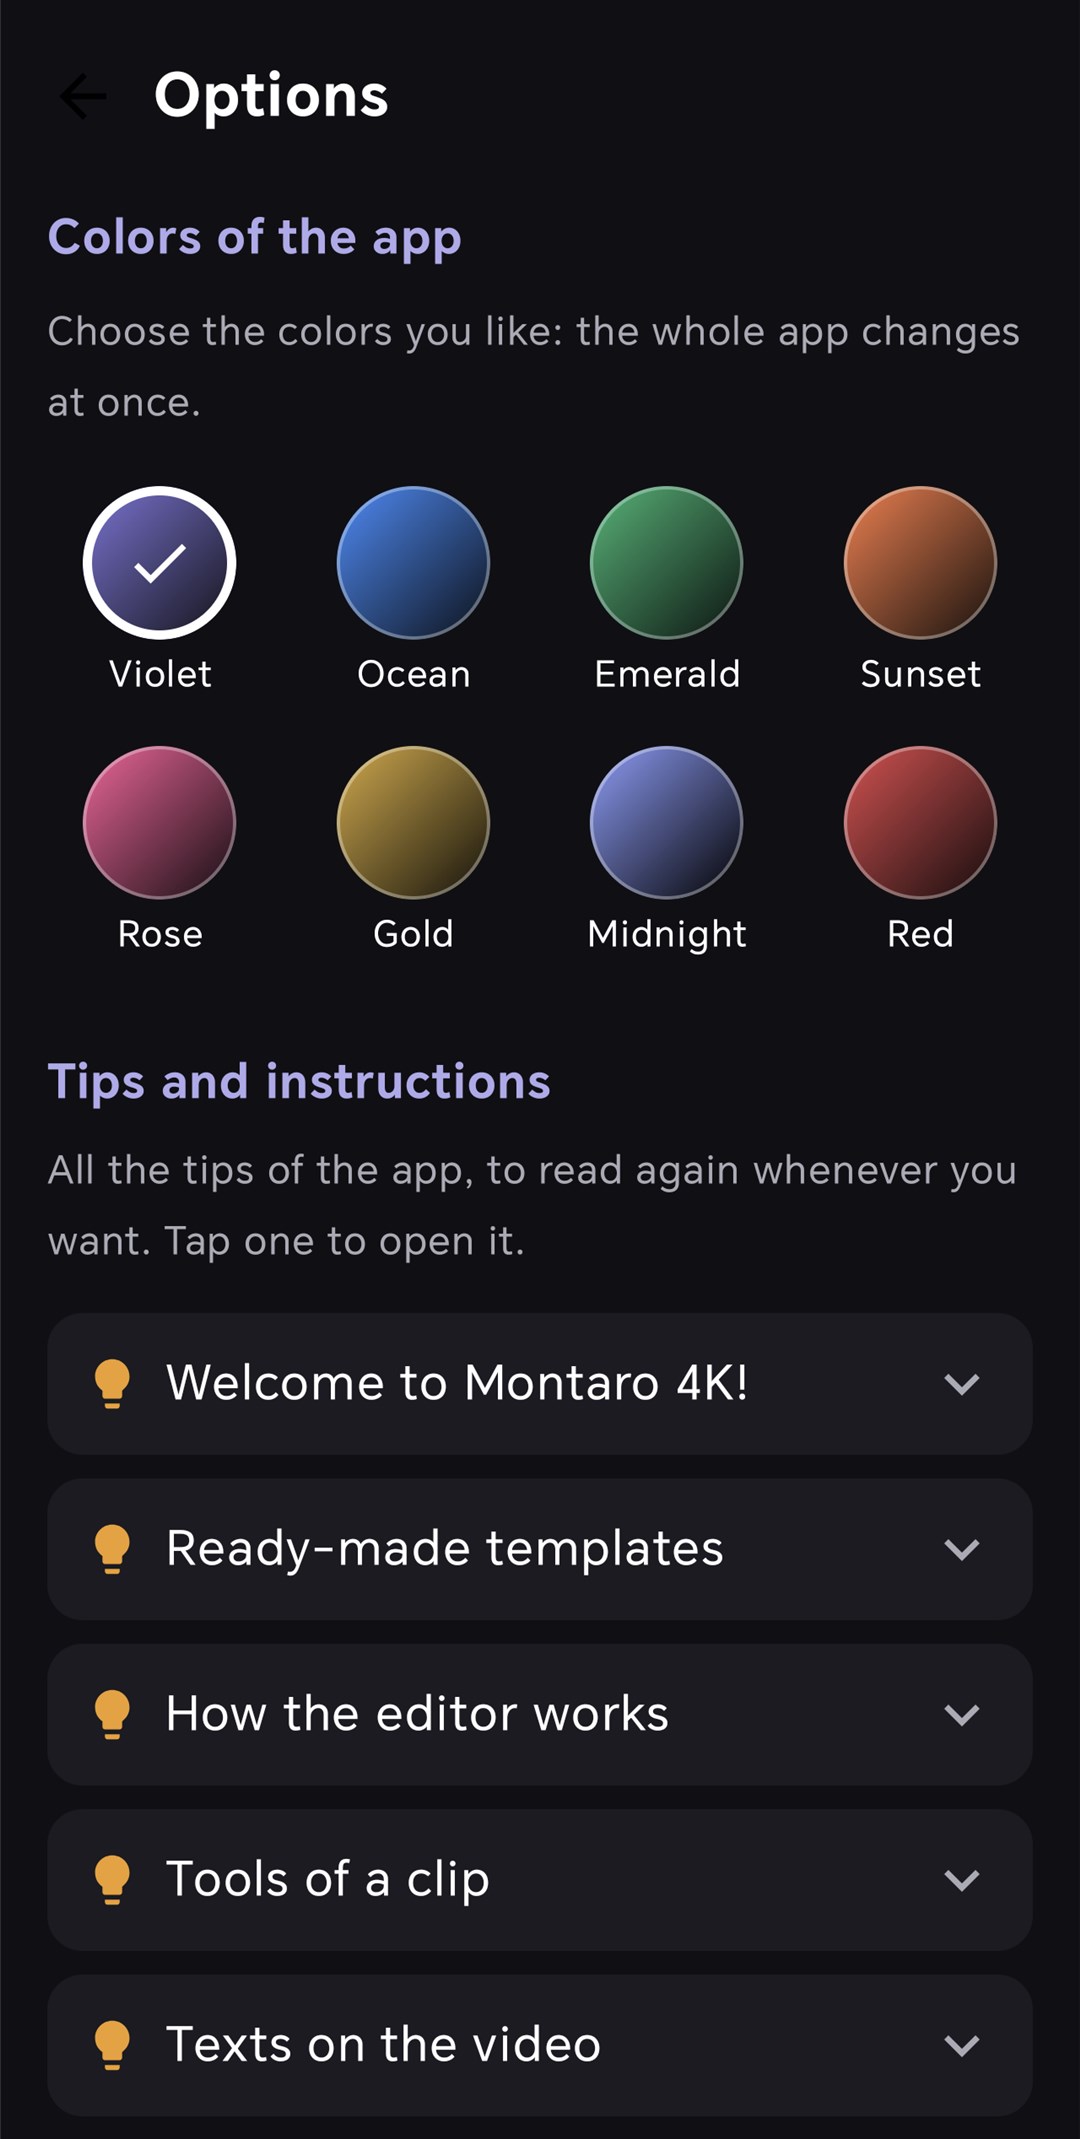 Options
Colors of the app
Choose the colors you like: the whole app changes
at once.
Violet
Ocean
Emerald
Sunset
Rose
Gold
Midnight
Red
Tips and instructions
All the tips of the app, to read again whenever you
want. Tap one to open it.
Welcome to Montaro 4K!
Ready-made templates
How the editor works
Tools of a clip
Texts on the video